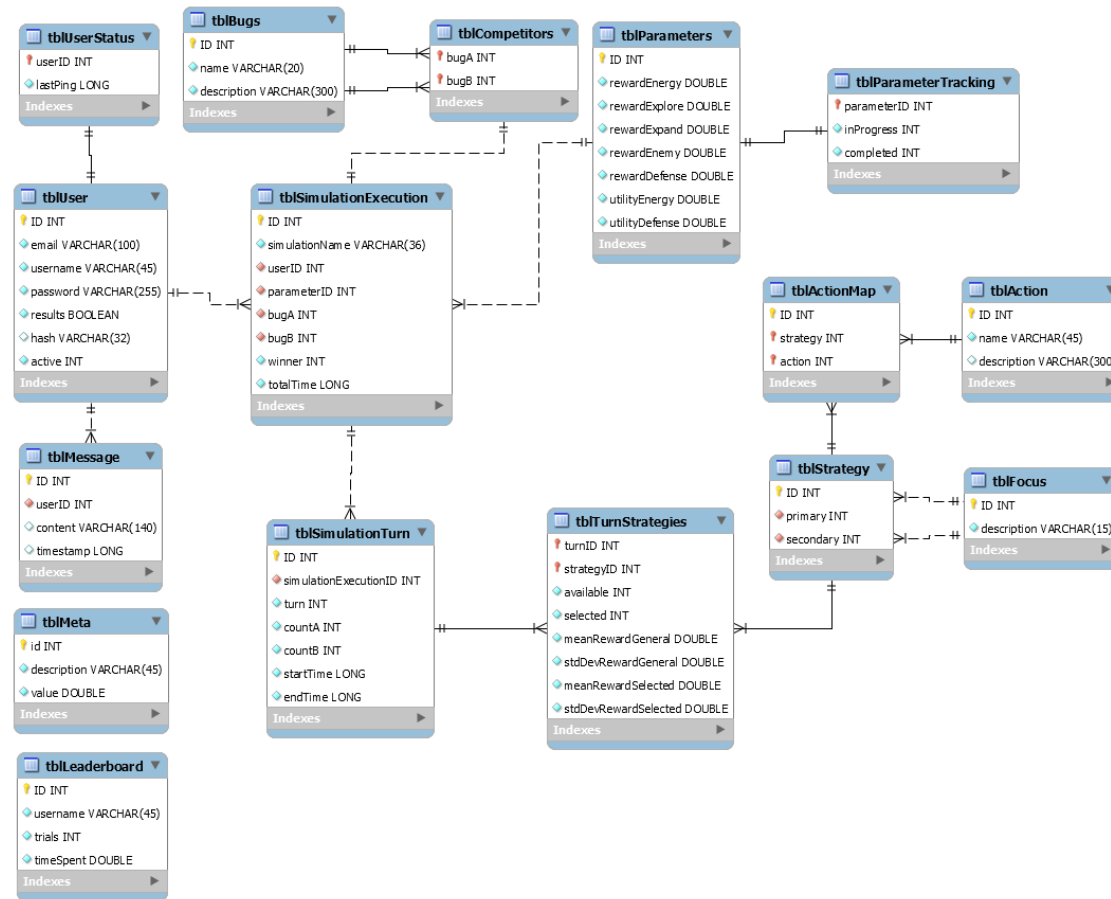 tblUserStatus
userID INT
lastPing LONG
Indexes
tblBugs
ID INT
name VARCHAR(20)
description VARCHAR(300)
Indexes
tblCompetitors
bugA INT
bugB INT
Indexes
tblParameters
ID INT
rewardEnergy DOUBLE
rewardExplore DOUBLE
rewardExpand DOUBLE
rewardEnemy DOUBLE
rewardDefense DOUBLE
utilityEnergy DOUBLE
utilityDefense DOUBLE
Indexes
tblParameterTracking
parameterID INT
inProgress INT
completed INT
Indexes
tblUser
ID INT
email VARCHAR(100)
username VARCHAR(45)
password VARCHAR(255)
results BOOLEAN
hash VARCHAR(32)
active INT
Indexes
tblSimulationExecution
ID INT
simulationName VARCHAR(36)
userID INT
parameterID INT
bugA INT
bugB INT
winner INT
totalTime LONG
Indexes
tblActionMap
ID INT
strategy INT
action INT
Indexes
tblAction
ID INT
name VARCHAR(45)
description VARCHAR(300
Indexes
tblMessage
ID INT
userID INT
content VARCHAR(140)
timestamp LONG
Indexes
tblSimulationTurn
ID INT
simulationExecutionID INT
turn INT
countA INT
countB INT
startTime LONG
endTime LONG
Indexes
tblTurnStrategies
turnID INT
strategyID INT
available INT
selected INT
meanRewardGeneral DOUBLE
stdDevRewardGeneral DOUBLE
meanRewardSelected DOUBLE
stdDevRewardSelected DOUBLE
Indexes
tblStrategy
ID INT
primary INT
secondary INT
Indexes
tblFocus
ID INT
description VARCHAR(15)
Indexes
tblMeta
id INT
description VARCHAR(45)
value DOUBLE
Indexes
tblLeaderboard
ID INT
username VARCHAR(45)
trials INT
timeSpent DOUBLE
Indexes